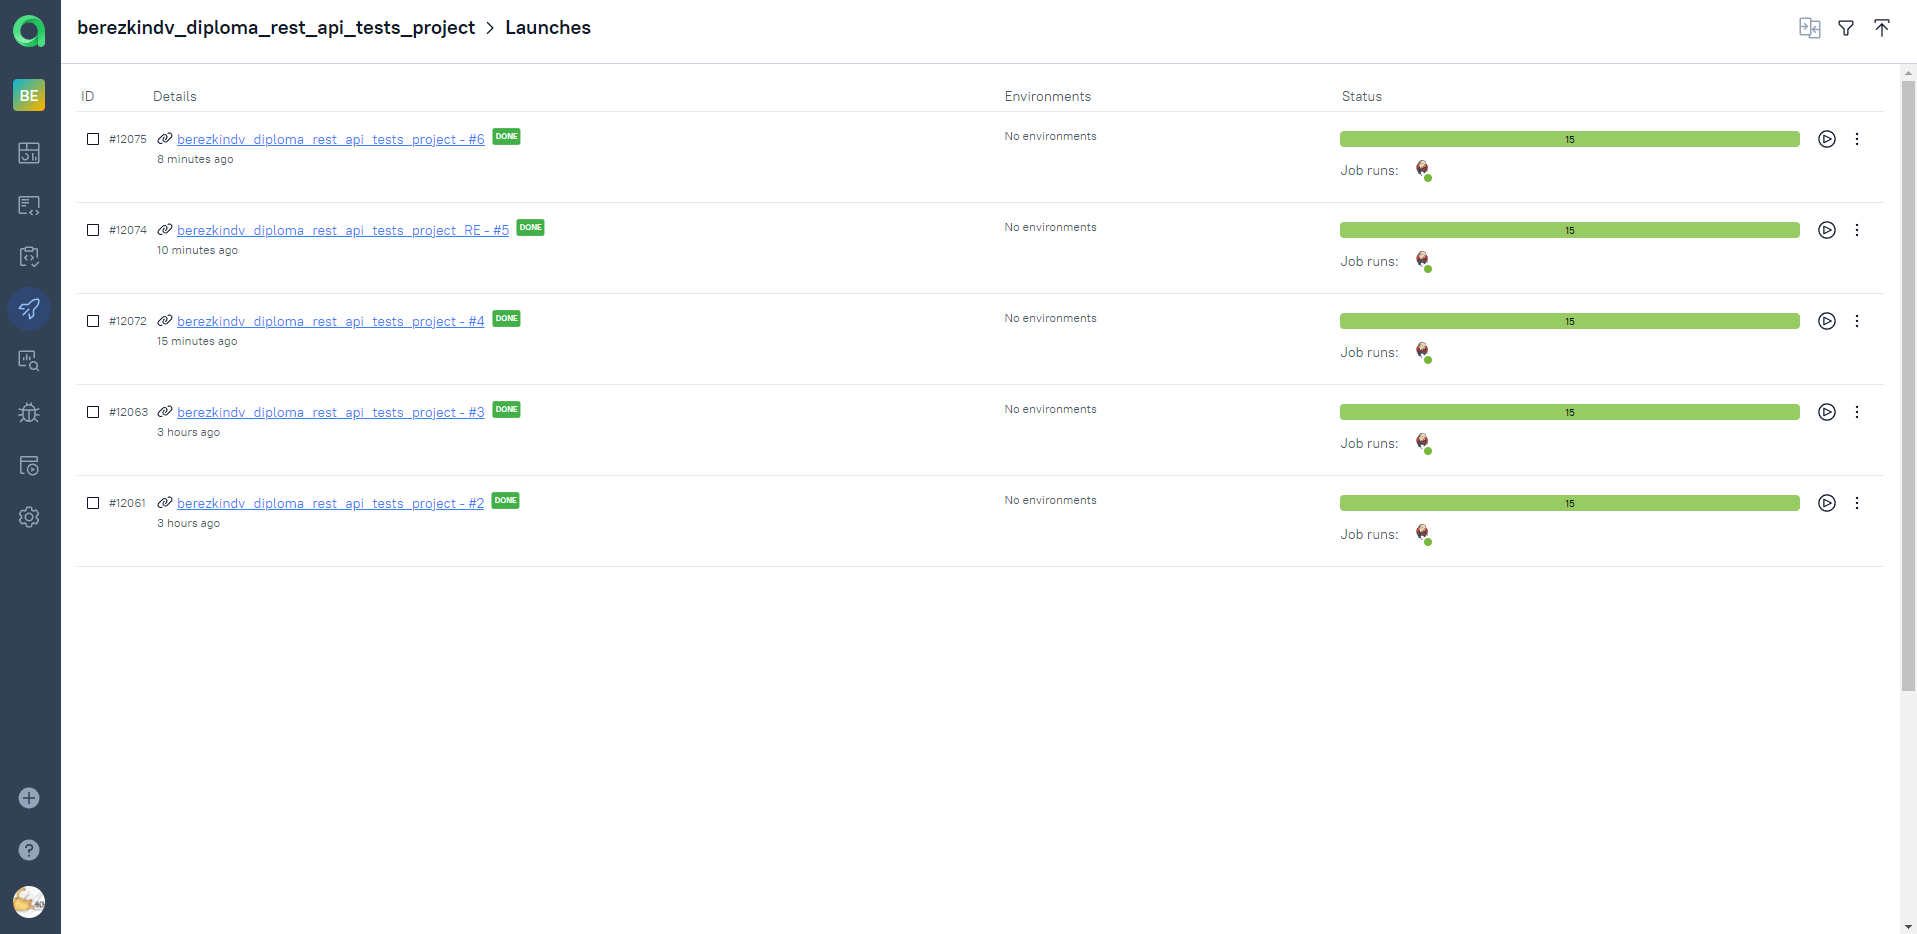 berezkindv_diploma_rest_api_tests_project > Launches
BE
ID Details Environments Status
#12075 berezkindv_diploma_rest_api_tests_project - #6 DONE No environments 15
8 minutes ago
Job runs:
#12074 berezkindv_diploma_rest_api_tests_project_RE - #5 DONE No environments 15
10 minutes ago
Job runs:
#12072 berezkindv_diploma_rest_api_tests_project - #4 DONE No environments 15
15 minutes ago
Job runs:
#12063 berezkindv_diploma_rest_api_tests_project - #3 DONE No environments 15
3 hours ago
Job runs:
#12061 berezkindv_diploma_rest_api_tests_project - #2 DONE No environments 15
3 hours ago
Job runs: